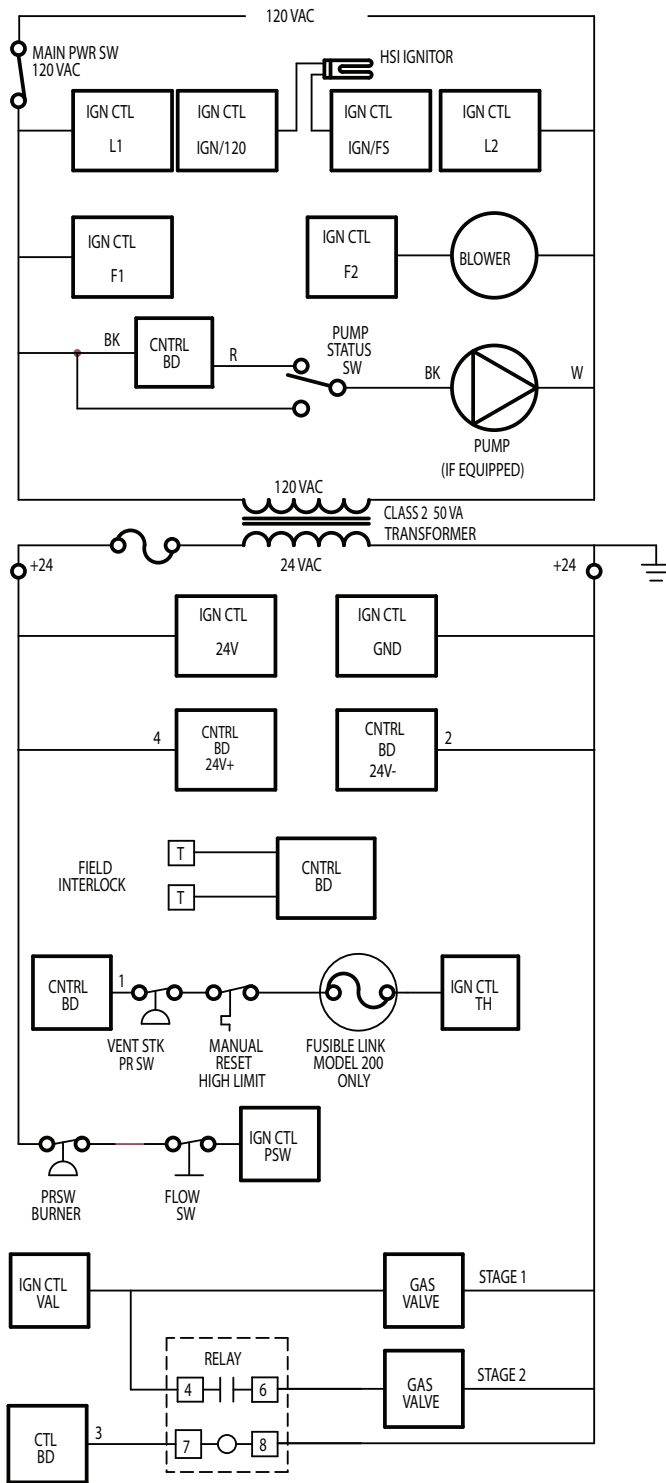 120 VAC
MAIN PWR SW
120 VAC
HSI IGNITOR
IGN CTL
L1
IGN CTL
IGN/120
IGN CTL
IGN/FS
IGN CTL
L2
IGN CTL
F1
IGN CTL
F2
BLOWER
BK
CNTRL
BD
R
PUMP
STATUS
SW
BK
W
PUMP
(IF EQUIPPED)
120 VAC
CLASS 2 50 VA
TRANSFORMER
24 VAC
+24
+24
IGN CTL
24V
IGN CTL
GND
4
CNTRL
BD
24V+
CNTRL
BD
24V-
2
FIELD
INTERLOCK
T
T
CNTRL
BD
CNTRL
BD
1
VENT STK
PR SW
MANUAL
RESET
HIGH LIMIT
FUSIBLE LINK
MODEL 200
ONLY
IGN CTL
TH
PRSW
BURNER
FLOW
SW
IGN CTL
PSW
IGN CTL
VAL
GAS
VALVE
STAGE 1
RELAY
4
6
GAS
VALVE
STAGE 2
CTL
BD
3
7
8